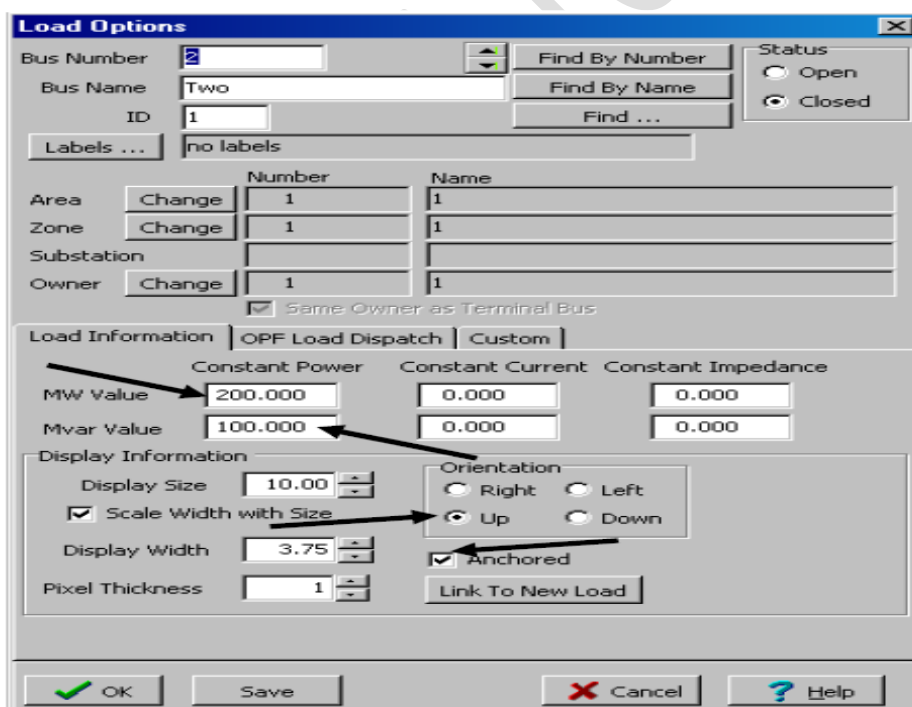 Load Options
Bus Number 2 Find By Number
Status
Open
Closed
Bus Name Two Find By Name
ID 1 Find ...
Labels ... no labels
Number Name
Area Change 1 1
Zone Change 1 1
Substation
Owner Change 1 1
Same Owner as Terminal Bus
Load Information OPF Load Dispatch Custom
Constant Power Constant Current Constant Impedance
MW Value 200.000 0.000 0.000
Mvar Value 100.000 0.000 0.000
Display Information
Display Size 10.00
Scale Width with Size
Display Width 3.75
Pixel Thickness 1
Orientation
Right Left
Up Down
Anchored
Link To New Load
OK Save Cancel Help